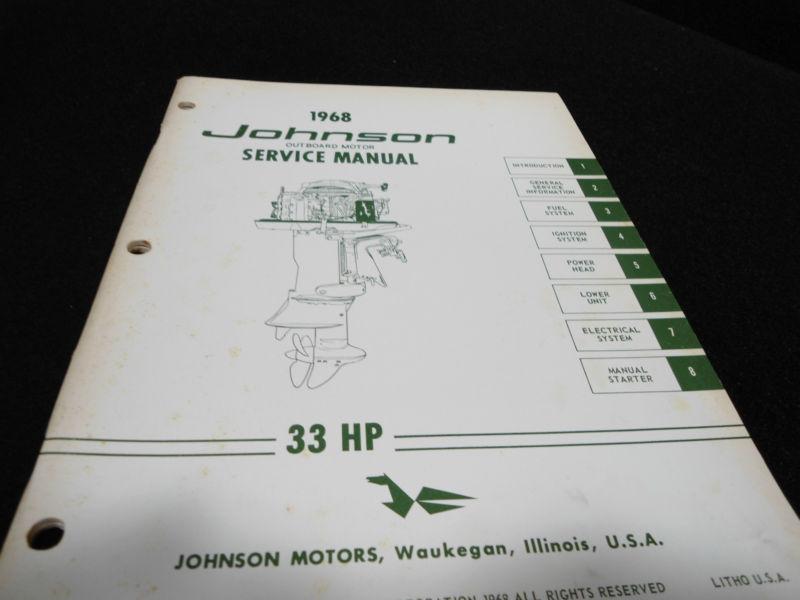 1968
Johnson
OUTBOARD MOTOR
SERVICE MANUAL
INTRODUCTION 1
GENERAL
SERVICE
INFORMATION 2
FUEL
SYSTEM 3
IGNITION
SYSTEM 4
POWER
HEAD 5
LOWER
UNIT 6
ELECTRICAL
SYSTEM 7
MANUAL
STARTER 8
33 HP
JOHNSON MOTORS, Waukegan, Illinois, U.S.A.
1968 ALL RIGHTS RESERVED
LITHO U.S.A.